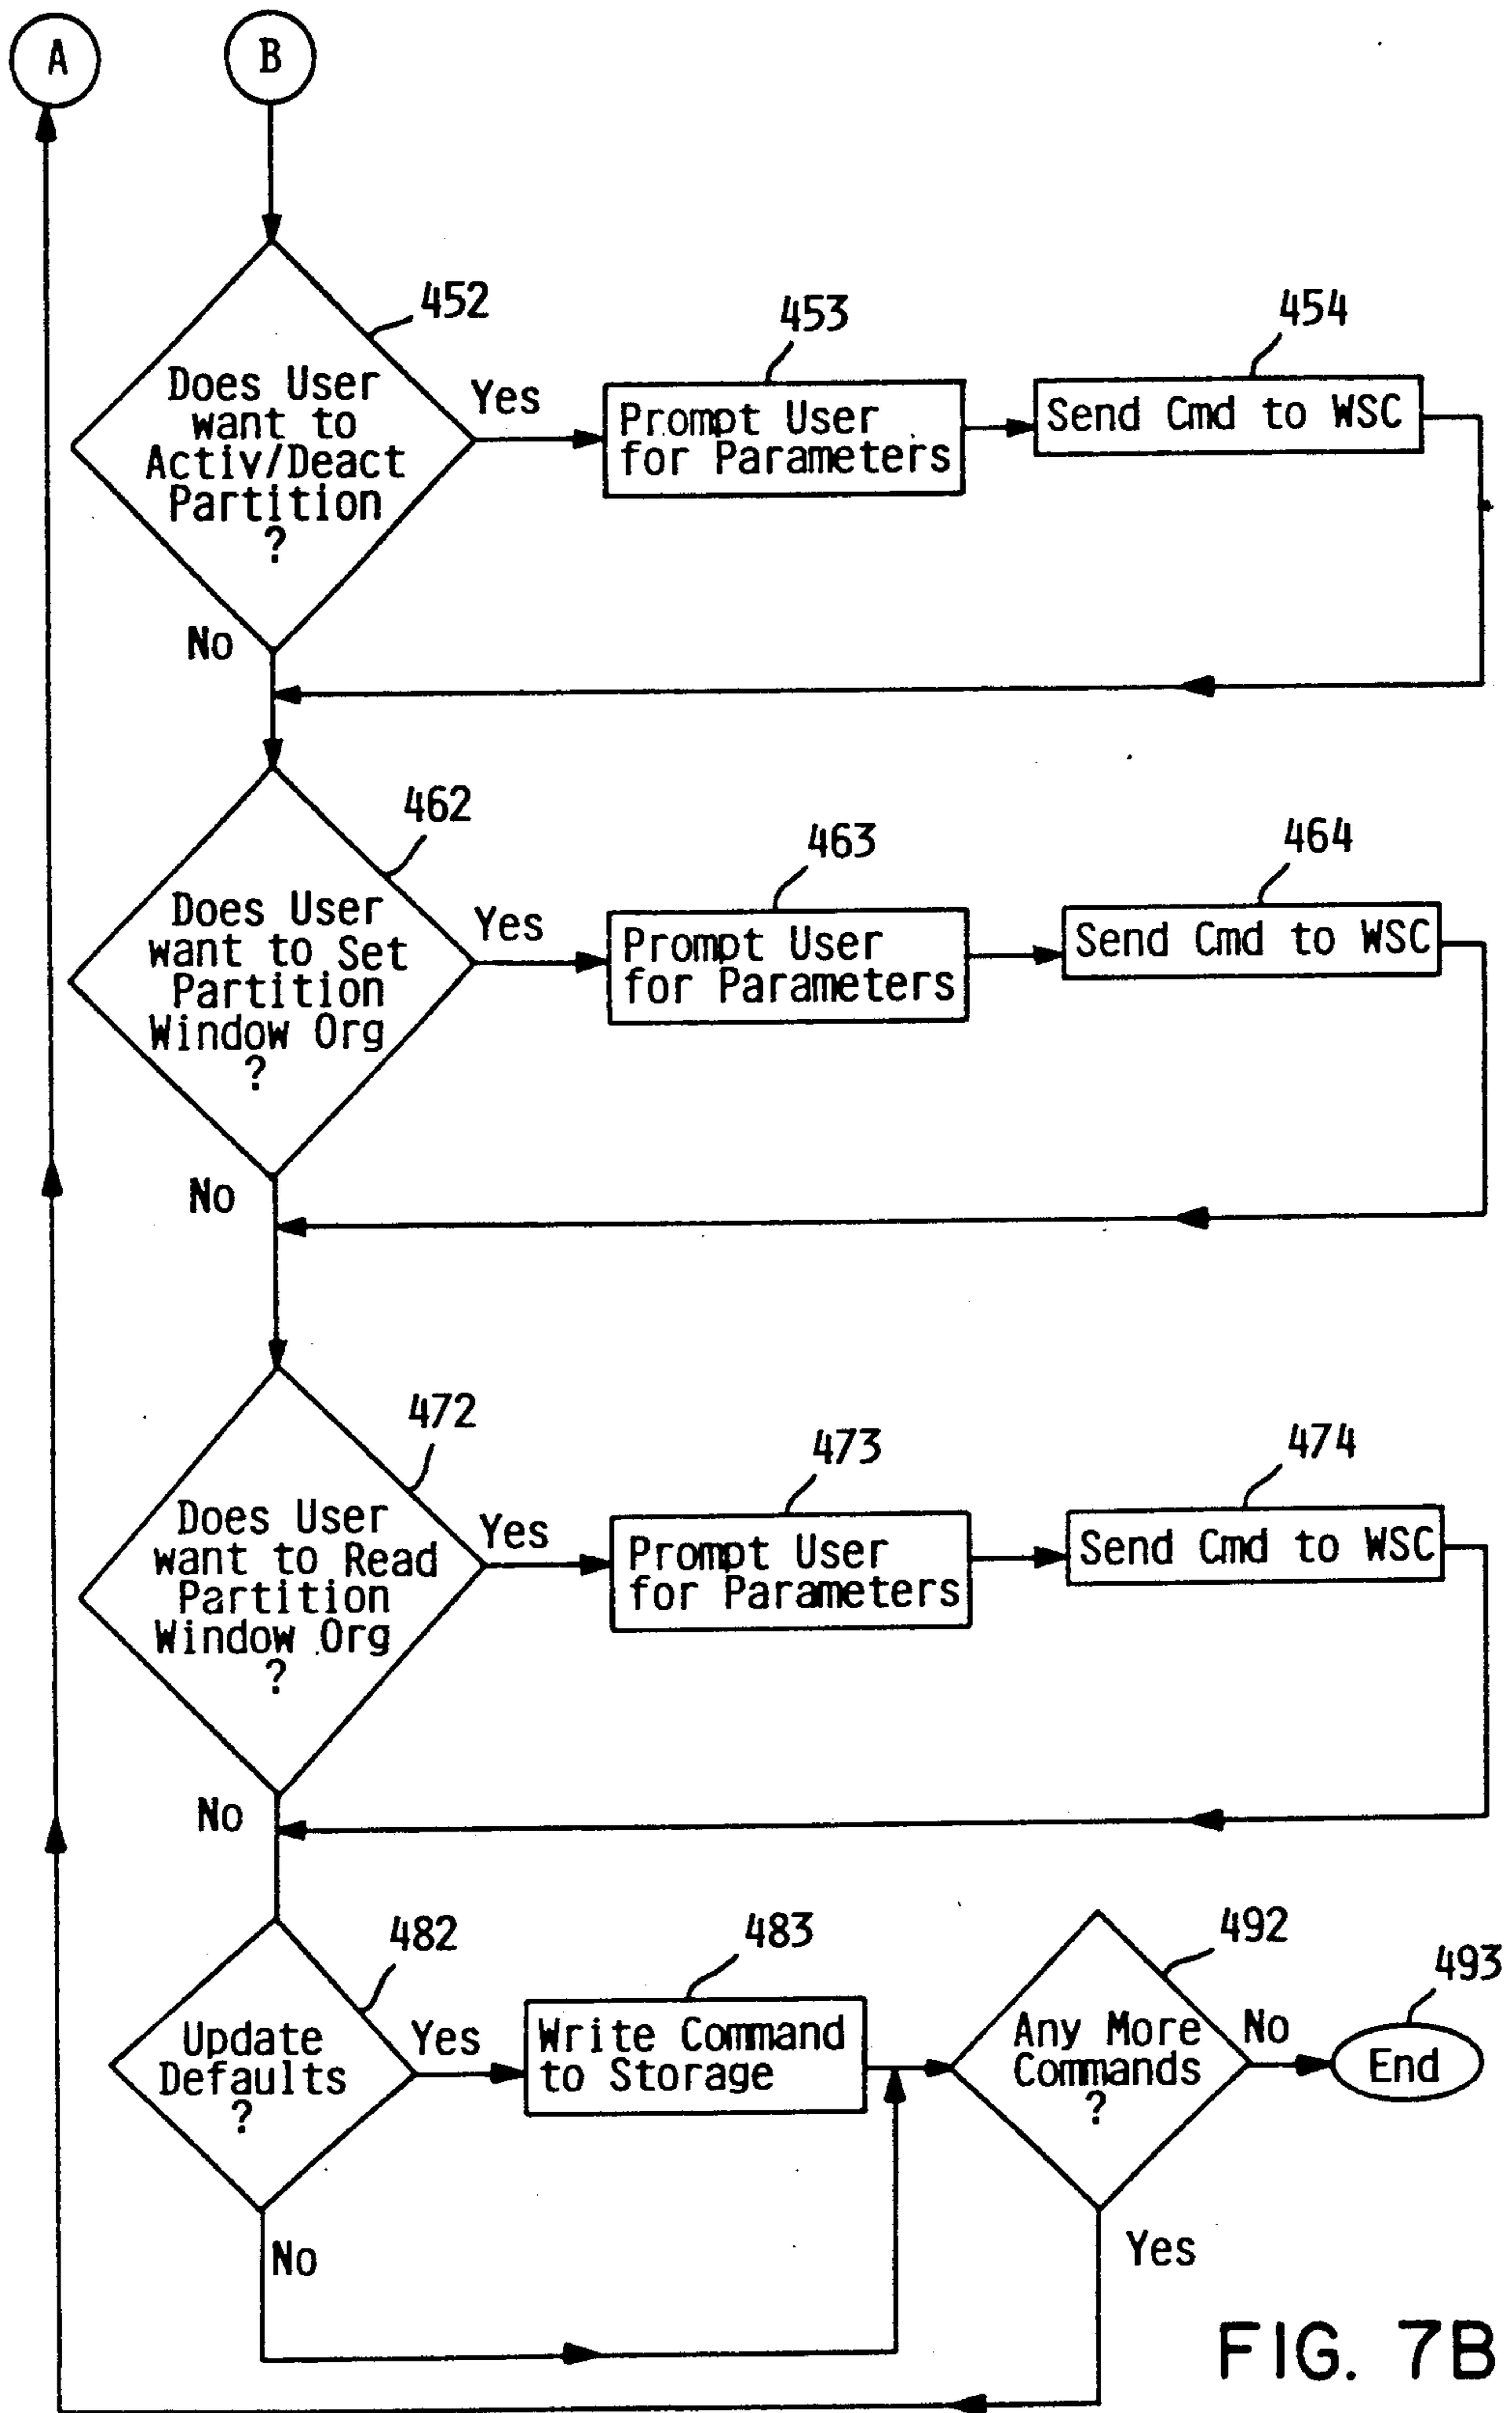 A
B
452
Does User
want to
Activ/Deact
Partition
?
Yes
No
453
Prompt User
for Parameters
454
Send Cmd to WSC
462
Does User
want to Set
Partition
Window Org
?
Yes
No
463
Prompt User
for Parameters
464
Send Cmd to WSC
472
Does User
want to Read
Partition
Window Org
?
Yes
No
473
Prompt User
for Parameters
474
Send Cmd to WSC
482
Update
Defaults
?
Yes
No
483
Write Command
to Storage
492
Any More
Commands
?
No
Yes
493
End
FIG. 7B